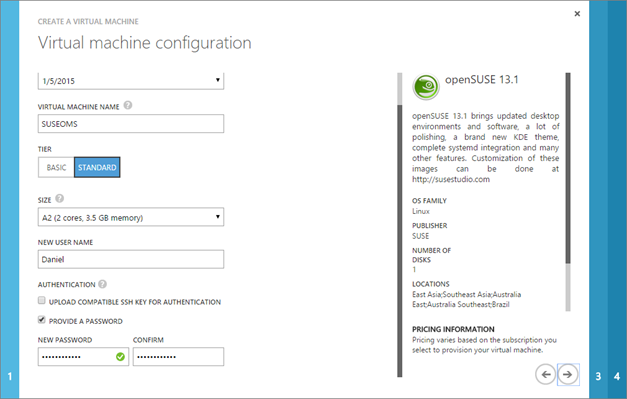 CREATE A VIRTUAL MACHINE
Virtual machine configuration
1/5/2015
VIRTUAL MACHINE NAME ?
SUSEOMS
TIER
BASIC STANDARD
SIZE ?
A2 (2 cores, 3.5 GB memory)
NEW USER NAME
Daniel
AUTHENTICATION ?
UPLOAD COMPATIBLE SSH KEY FOR AUTHENTICATION
PROVIDE A PASSWORD
NEW PASSWORD CONFIRM
•••••••••••• ••••••••••••
openSUSE 13.1
openSUSE 13.1 brings updated desktop
environments and software, a lot of
polishing, a brand new KDE theme,
complete systemd integration and many
other features. Customization of these
images can be done at
http://susestudio.com
OS FAMILY
Linux
PUBLISHER
SUSE
NUMBER OF
DISKS
1
LOCATIONS
East Asia;Southeast Asia;Australia
East;Australia Southeast;Brazil
PRICING INFORMATION
Pricing varies based on the subscription you
select to provision your virtual machine.
1
3
4